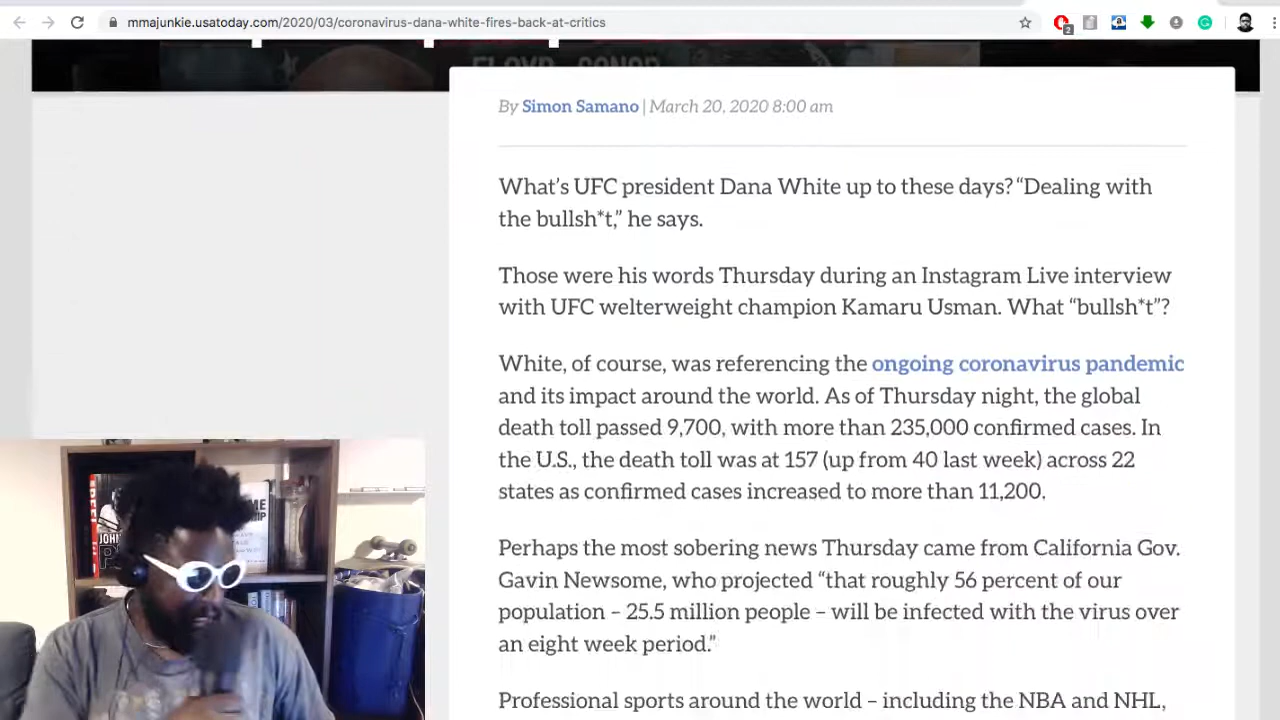 mmajunkie.usatoday.com/2020/03/coronavirus-dana-white-fires-back-at-critics
2
By Simon Samano | March 20, 2020 8:00 am
What’s UFC president Dana White up to these days? “Dealing with
the bullsh*t,” he says.
Those were his words Thursday during an Instagram Live interview
with UFC welterweight champion Kamaru Usman. What “bullsh*t”?
White, of course, was referencing the ongoing coronavirus pandemic
and its impact around the world. As of Thursday night, the global
death toll passed 9,700, with more than 235,000 confirmed cases. In
the U.S., the death toll was at 157 (up from 40 last week) across 22
states as confirmed cases increased to more than 11,200.
Perhaps the most sobering news Thursday came from California Gov.
Gavin Newsome, who projected “that roughly 56 percent of our
population – 25.5 million people – will be infected with the virus over
an eight week period.”
Professional sports around the world – including the NBA and NHL,